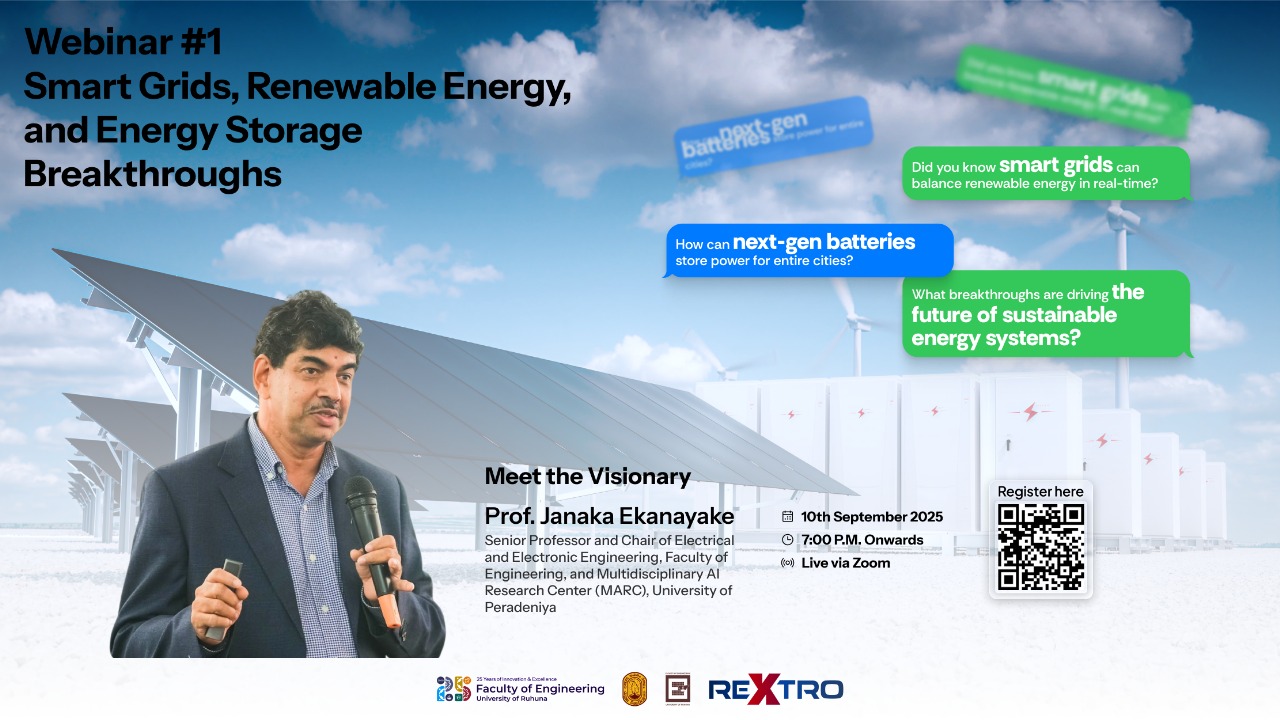 Webinar #1
Smart Grids, Renewable Energy,
and Energy Storage
Breakthroughs
smart grids
next-gen
batteries store power for entire
cities?
Did you know smart grids can
balance renewable energy in real-time?
How can next-gen batteries
store power for entire cities?
What breakthroughs are driving the
future of sustainable
energy systems?
Meet the Visionary
Prof. Janaka Ekanayake
Senior Professor and Chair of Electrical
and Electronic Engineering, Faculty of
Engineering, and Multidisciplinary AI
Research Center (MARC), University of
Peradeniya
10th September 2025
7:00 P.M. Onwards
Live via Zoom
Register here
25 Years of Innovation & Excellence
Faculty of Engineering
University of Ruhuna
REXTRO